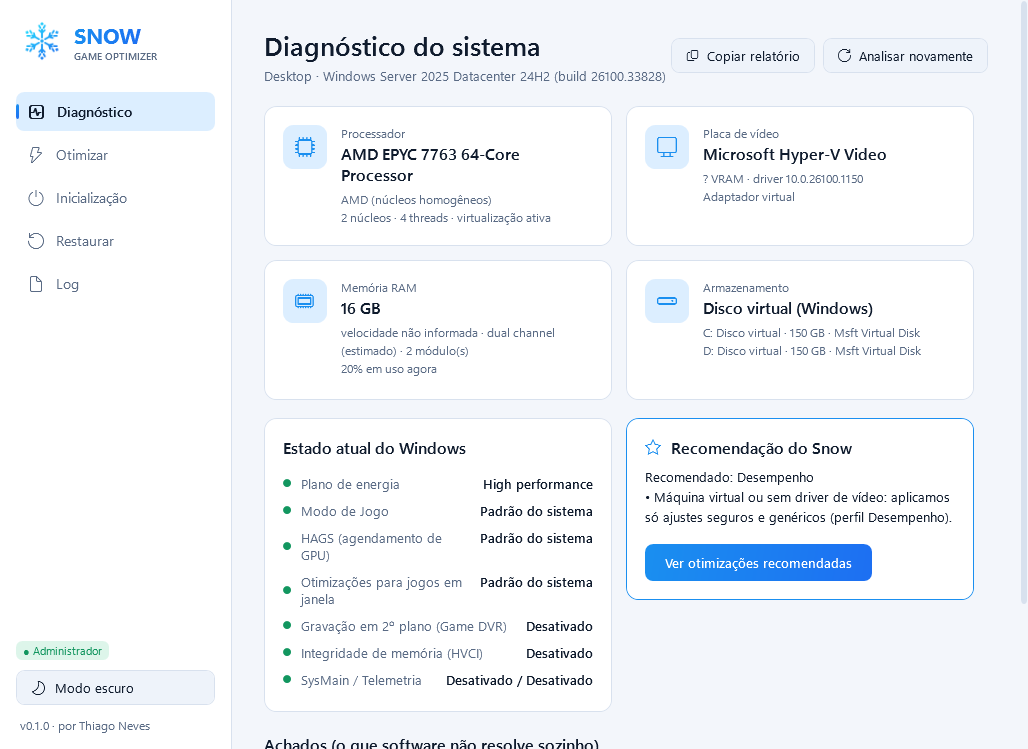 SNOW
GAME OPTIMIZER
Diagnóstico
Otimizar
Inicialização
Restaurar
Log
● Administrador
Modo escuro
v0.1.0 · por Thiago Neves
Diagnóstico do sistema
Desktop · Windows Server 2025 Datacenter 24H2 (build 26100.33828)
Copiar relatório
Analisar novamente
Processador
AMD EPYC 7763 64-Core
Processor
AMD (núcleos homogêneos)
2 núcleos · 4 threads · virtualização ativa
Placa de vídeo
Microsoft Hyper-V Video
? VRAM · driver 10.0.26100.1150
Adaptador virtual
Memória RAM
16 GB
velocidade não informada · dual channel
(estimado) · 2 módulo(s)
20% em uso agora
Armazenamento
Disco virtual (Windows)
C: Disco virtual · 150 GB · Msft Virtual Disk
D: Disco virtual · 150 GB · Msft Virtual Disk
Estado atual do Windows
Plano de energia High performance
Modo de Jogo Padrão do sistema
HAGS (agendamento de Padrão do sistema
GPU)
Otimizações para jogos em Padrão do sistema
janela
Gravação em 2º plano (Game DVR) Desativado
Integridade de memória (HVCI) Desativado
SysMain / Telemetria Desativado / Desativado
Recomendação do Snow
Recomendado: Desempenho
• Máquina virtual ou sem driver de vídeo: aplicamos
só ajustes seguros e genéricos (perfil Desempenho).
Ver otimizações recomendadas
Achados (o que software não resolve sozinho)